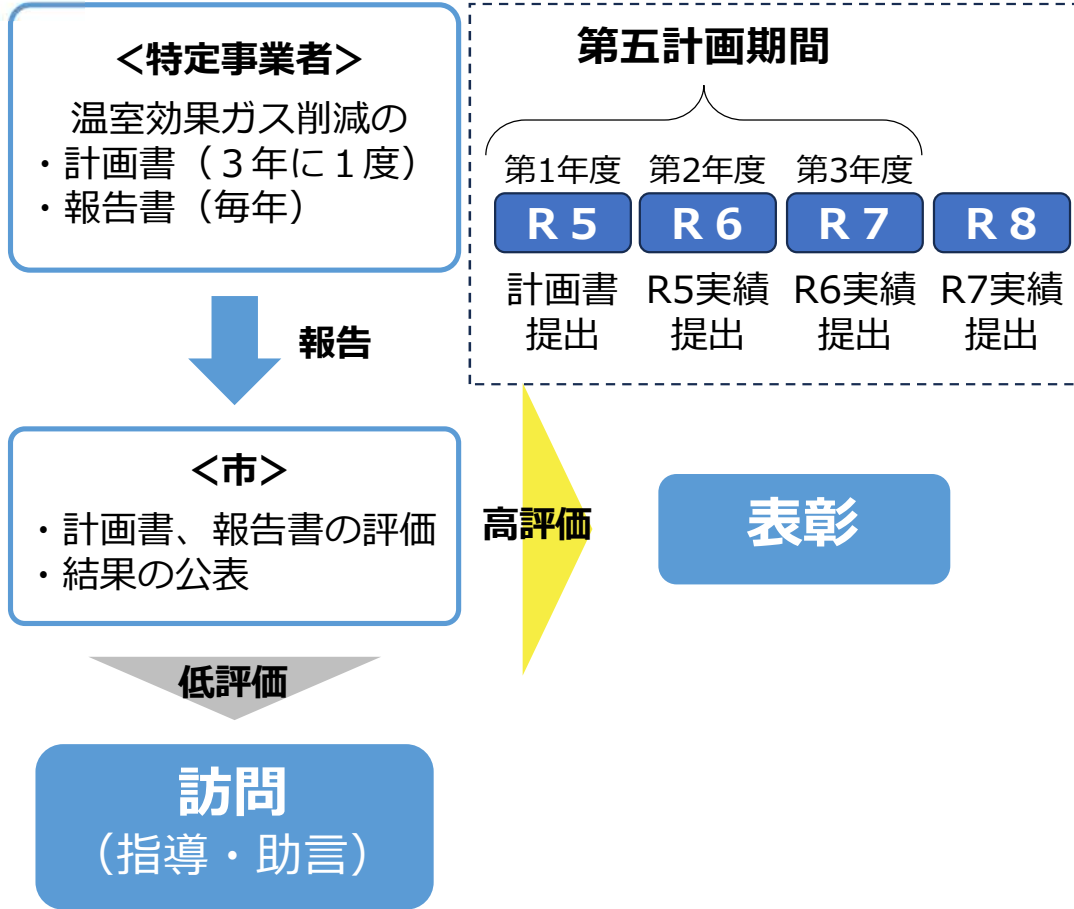 ＜特定事業者＞
温室効果ガス削減の
・計画書（３年に１度）
・報告書（毎年）
報告
＜市＞
・計画書、報告書の評価
・結果の公表
低評価
訪問
（指導・助言）
高評価
表彰
第五計画期間
第1年度 第2年度 第3年度
R５ R６ R７ R８
計画書 R5実績 R6実績 R7実績
提出 提出 提出 提出